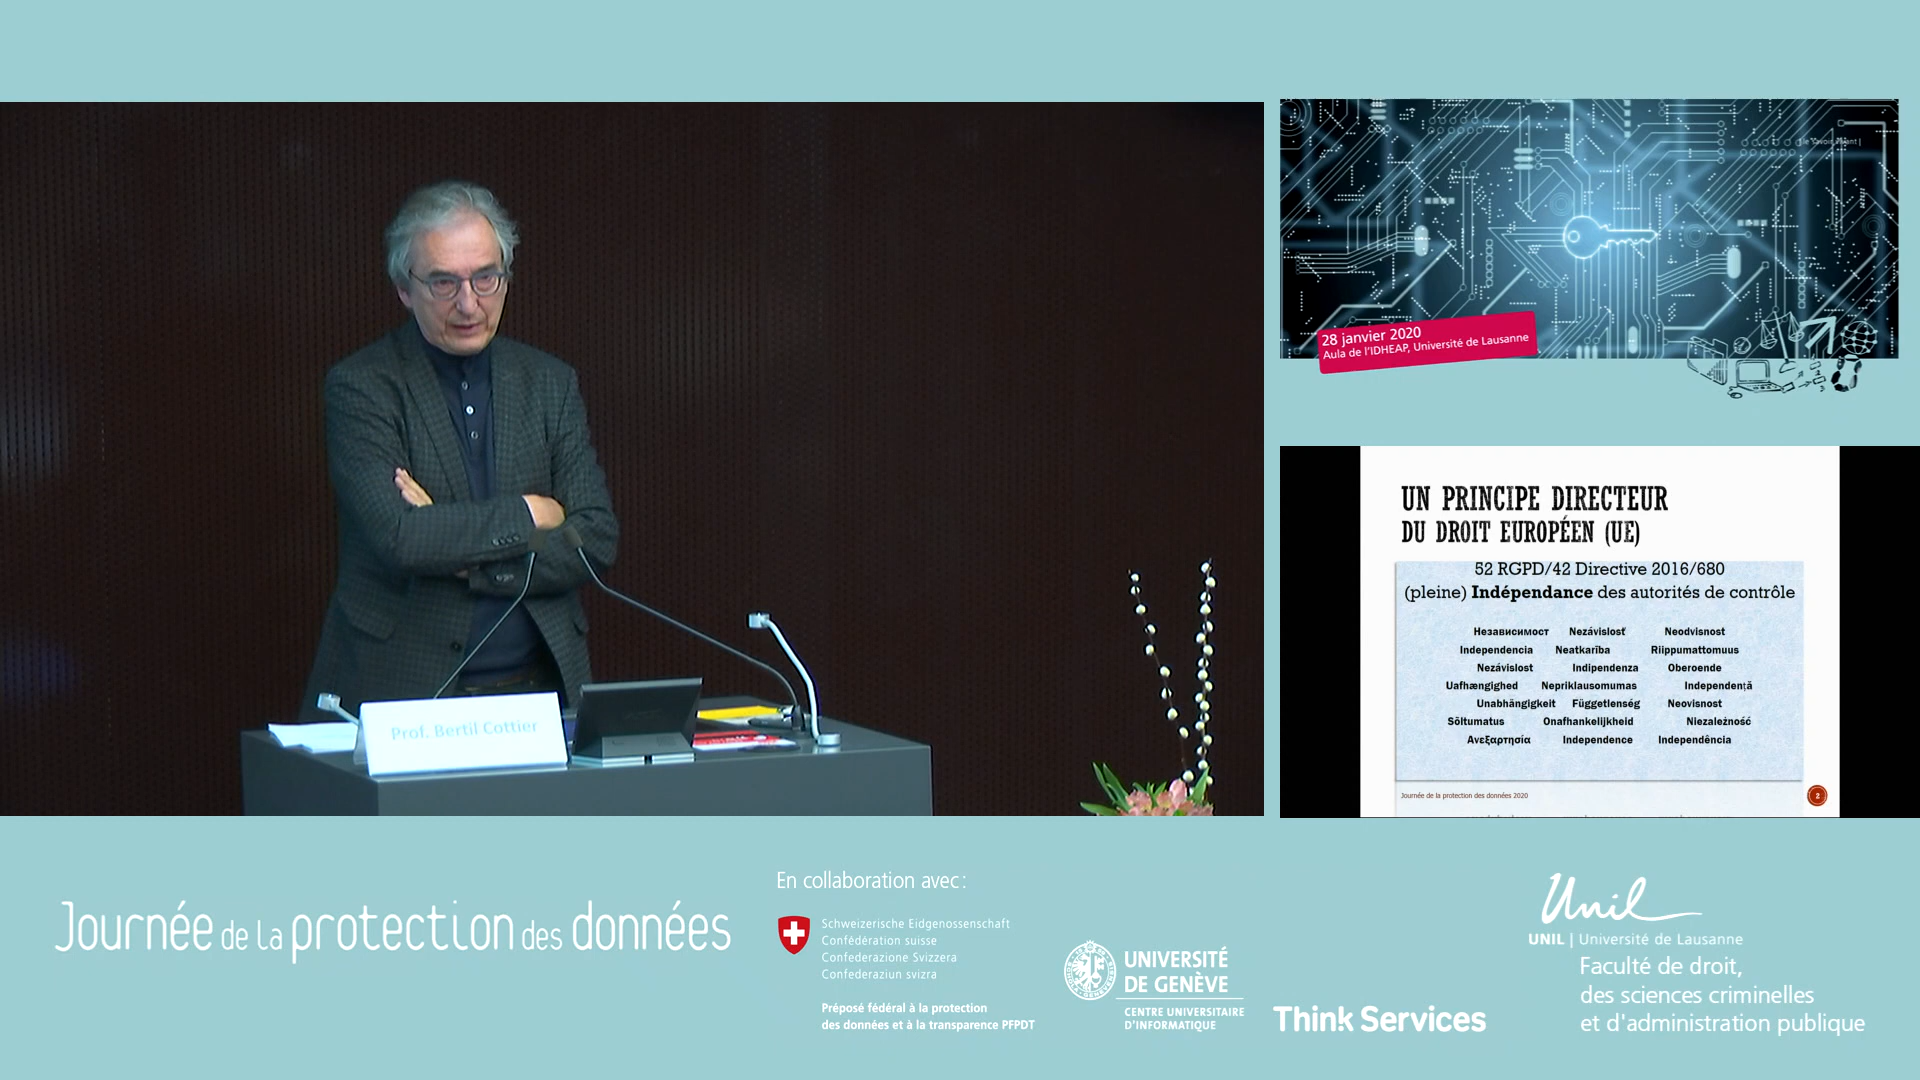 Prof. Bertil Cottier
| le savoir vivant |
28 janvier 2020
Aula de l'IDHEAP, Université de Lausanne
UN PRINCIPE DIRECTEUR
DU DROIT EUROPÉEN (UE)
52 RGPD/42 Directive 2016/680
(pleine) Indépendance des autorités de contrôle
Независимост Nezávislosť Neodvisnost
Independencia Neatkarība Riippumattomuus
Nezávislost Indipendenza Oberoende
Uafhængighed Nepriklausomumas Independență
Unabhängigkeit Függetlenség Neovisnost
Sõltumatus Onafhankelijkheid Niezależność
Ανεξαρτησία Independence Independência
Journée de la protection des données 2020
2
Journée de la protection des données
En collaboration avec :
Schweizerische Eidgenossenschaft
Confédération suisse
Confederazione Svizzera
Confederaziun svizra
Préposé fédéral à la protection
des données et à la transparence PFPDT
UNIVERSITÉ
DE GENÈVE
CENTRE UNIVERSITAIRE
D'INFORMATIQUE
Think Services
Unil
UNIL | Université de Lausanne
Faculté de droit,
des sciences criminelles
et d'administration publique